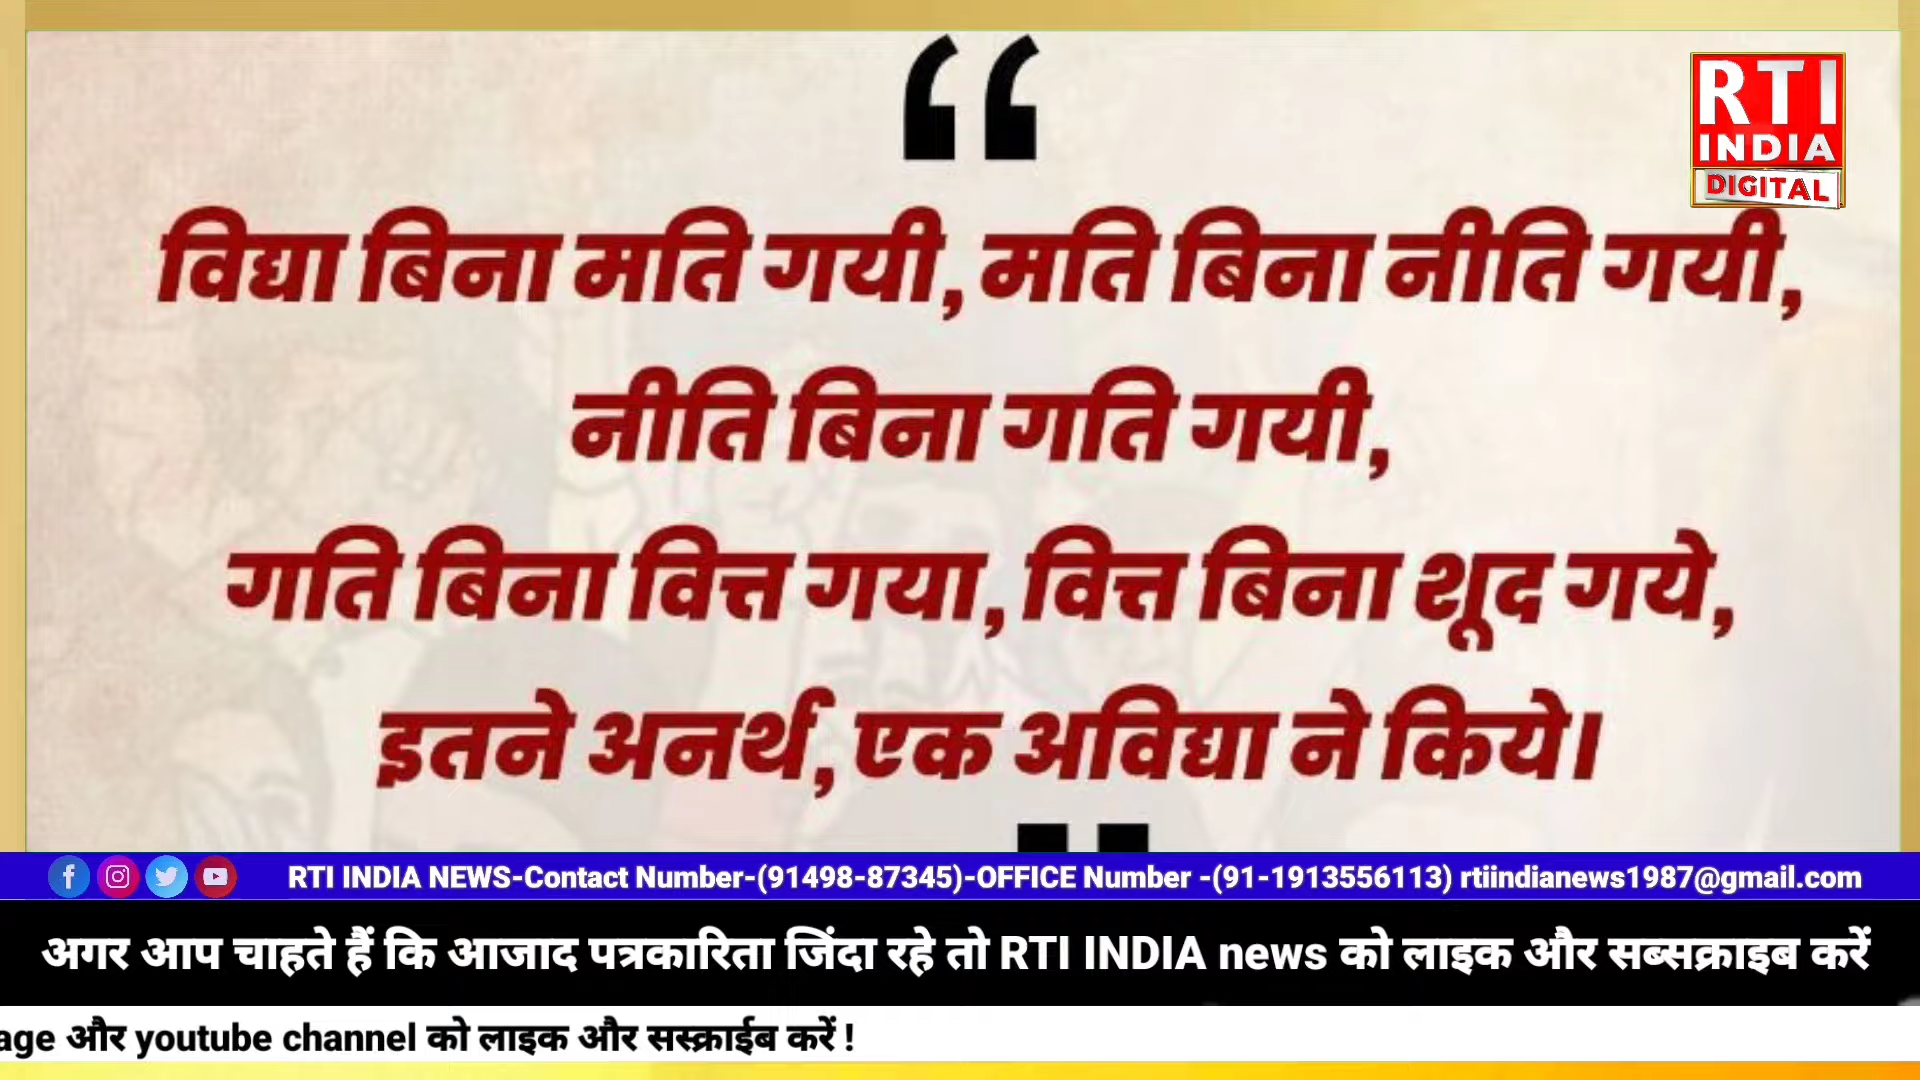 “
RTI
INDIA
DIGITAL
विद्या बिना मति गयी, मति बिना नीति गयी,
नीति बिना गति गयी,
गति बिना वित्त गया, वित्त बिना शूद गये,
इतने अनर्थ, एक अविद्या ने किये।
RTI INDIA NEWS-Contact Number-(91498-87345)-OFFICE Number -(91-1913556113) rtiindianews1987@gmail.com
अगर आप चाहते हैं कि आजाद पत्रकारिता जिंदा रहे तो RTI INDIA news को लाइक और सब्सक्राइब करें
age और youtube channel को लाइक और सस्क्राईब करें !